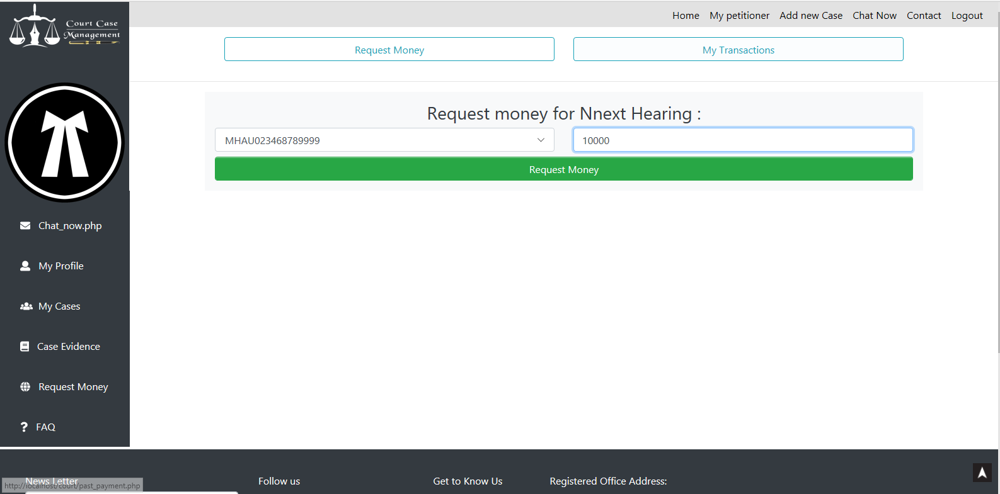 Court Case
Management
Home My petitioner Add new Case Chat Now Contact Logout
Request Money My Transactions
Request money for Nnext Hearing :
MHAU023468789999 10000
Request Money
Chat_now.php
My Profile
My Cases
Case Evidence
Request Money
FAQ
News Letter Follow us Get to Know Us Registered Office Address:
http://localhost/court/past_payment.php